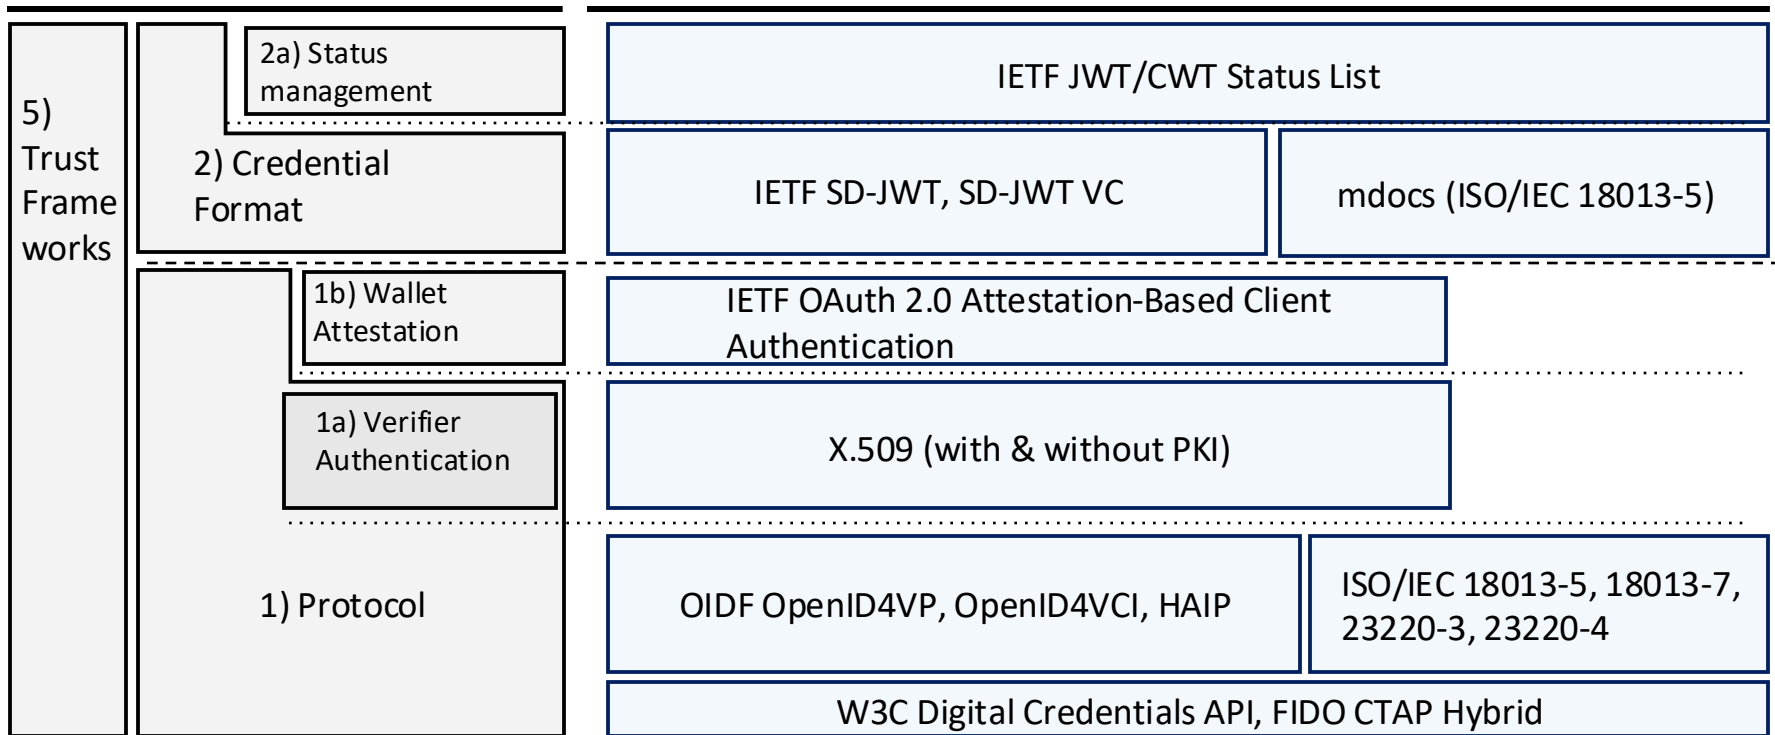 5)
Trust
Frame
works
2a) Status
management
IETF JWT/CWT Status List
2) Credential
Format
IETF SD-JWT, SD-JWT VC
mdocs (ISO/IEC 18013-5)
1b) Wallet
Attestation
IETF OAuth 2.0 Attestation-Based Client
Authentication
1a) Verifier
Authentication
X.509 (with & without PKI)
1) Protocol
OIDF OpenID4VP, OpenID4VCI, HAIP
ISO/IEC 18013-5, 18013-7,
23220-3, 23220-4
W3C Digital Credentials API, FIDO CTAP Hybrid